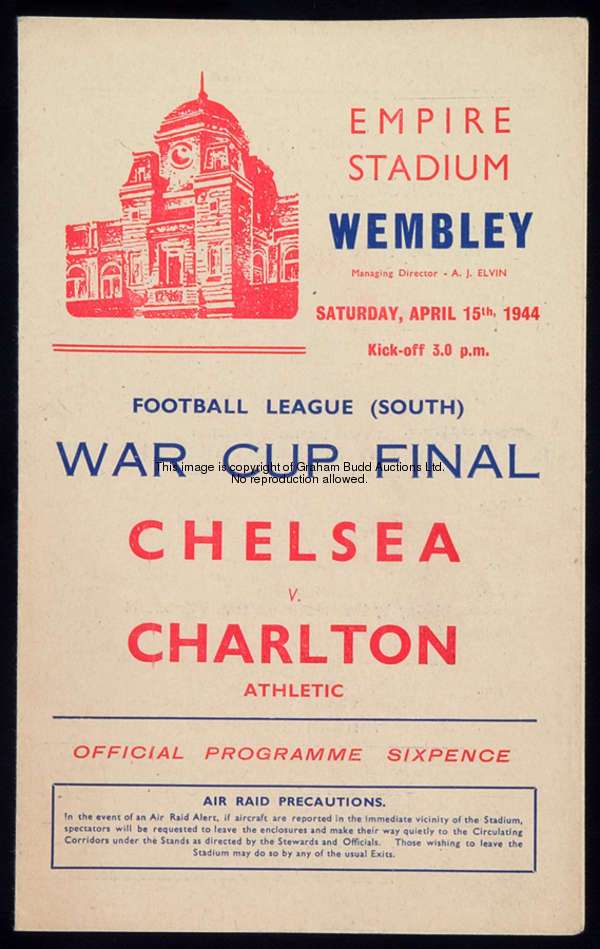 EMPIRE
STADIUM
WEMBLEY
Managing Director - A. J. ELVIN
SATURDAY, APRIL 15th, 1944
Kick-off 3.0 p.m.
FOOTBALL LEAGUE (SOUTH)
WAR CUP FINAL
This image is copyright of Graham Budd Auctions Ltd.
No reproduction allowed.
CHELSEA
V.
CHARLTON
ATHLETIC
OFFICIAL PROGRAMME SIXPENCE
AIR RAID PRECAUTIONS.
In the event of an Air Raid Alert, if aircraft are reported in the immediate vicinity of the Stadium,
spectators will be requested to leave the enclosures and make their way quietly to the Circulating
Corridors under the Stands as directed by the Stewards and Officials. Those wishing to leave the
Stadium may do so by any of the usual Exits.